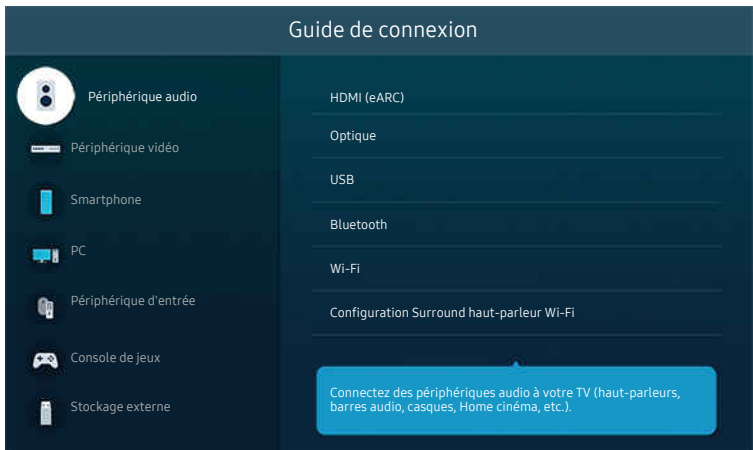 Guide de connexion
Périphérique audio
Périphérique vidéo
Smartphone
PC
Périphérique d'entrée
Console de jeux
Stockage externe
HDMI (eARC)
Optique
USB
Bluetooth
Wi-Fi
Configuration Surround haut-parleur Wi-Fi
Connectez des périphériques audio à votre TV (haut-parleurs,
barres audio, casques, Home cinéma, etc.).